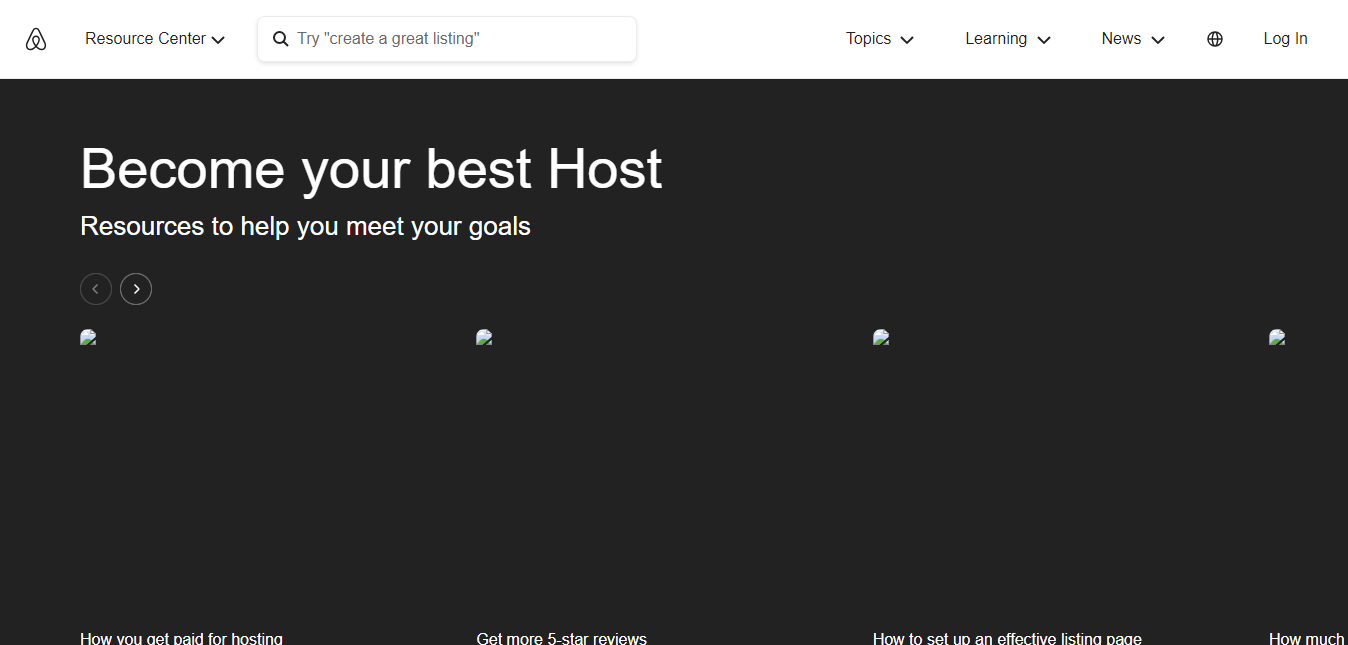 Resource Center
Try "create a great listing"
Topics
Learning
News
Log In
Become your best Host
Resources to help you meet your goals
How you get paid for hosting
Get more 5-star reviews
How to set up an effective listing page
How much